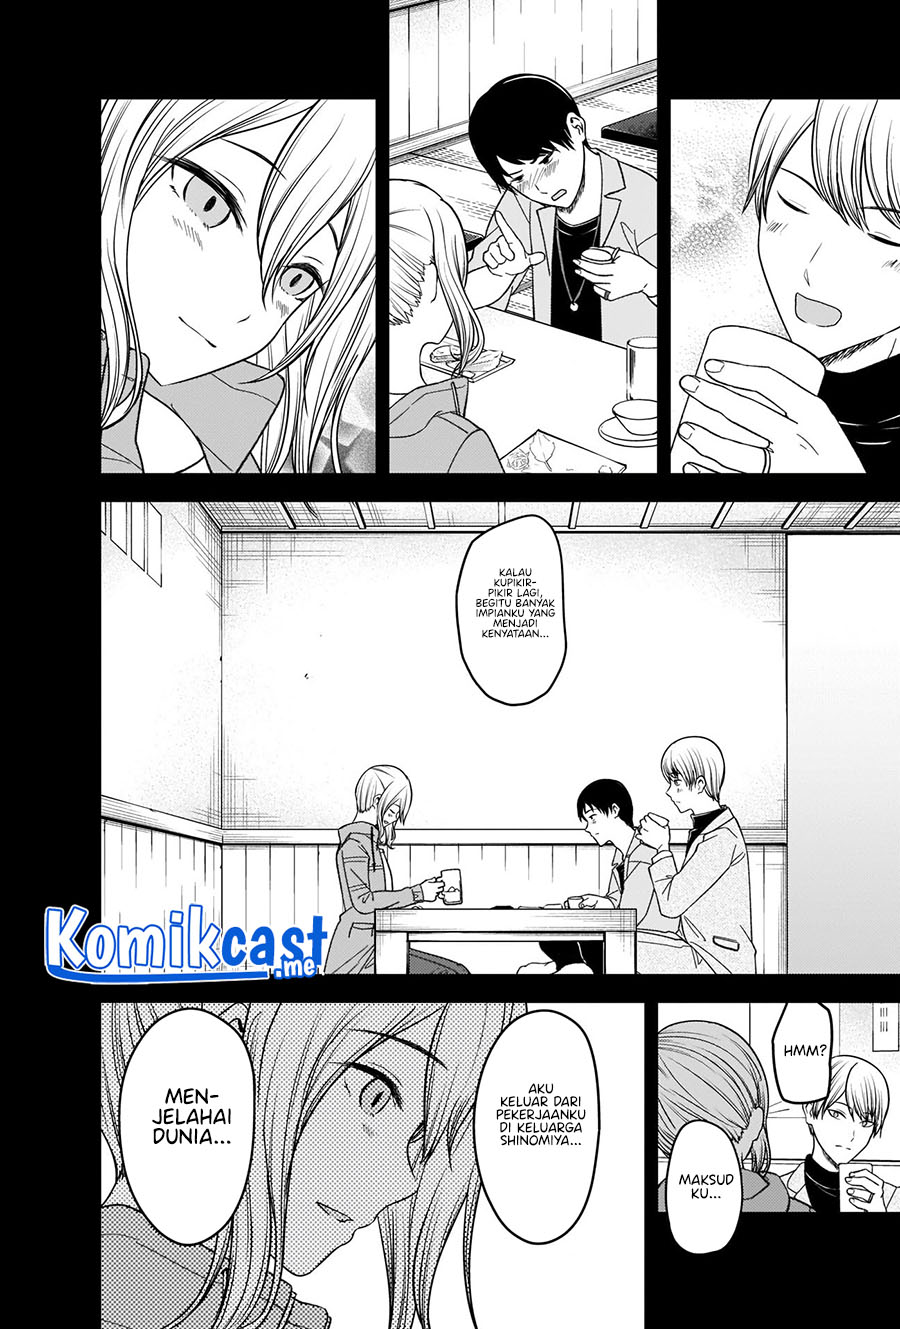 KALAU
KUPIKIR-
PIKIR LAGI,
BEGITU BANYAK
IMPIANKU YANG
MENJADI
KENYATAAN...
Komikcast
.me
HMM?
MAKSUD
KU...
AKU
KELUAR DARI
PEKERJAANKU
DI KELUARGA
SHINOMIYA...
MEN-
JELAHAI
DUNIA...